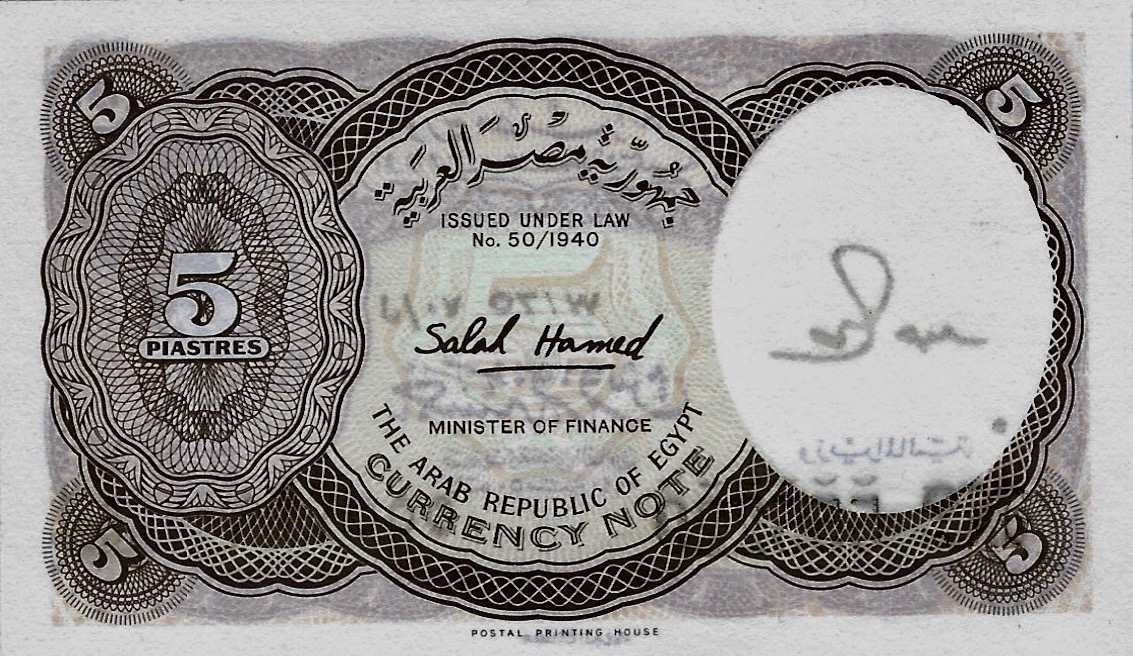 5
5
جمهورية مصر العربية
ISSUED UNDER LAW
No. 50/1940
5
PIASTRES
Salah Hamed
MINISTER OF FINANCE
THE ARAB REPUBLIC OF EGYPT
CURRENCY NOTE
5
5
POSTAL PRINTING HOUSE